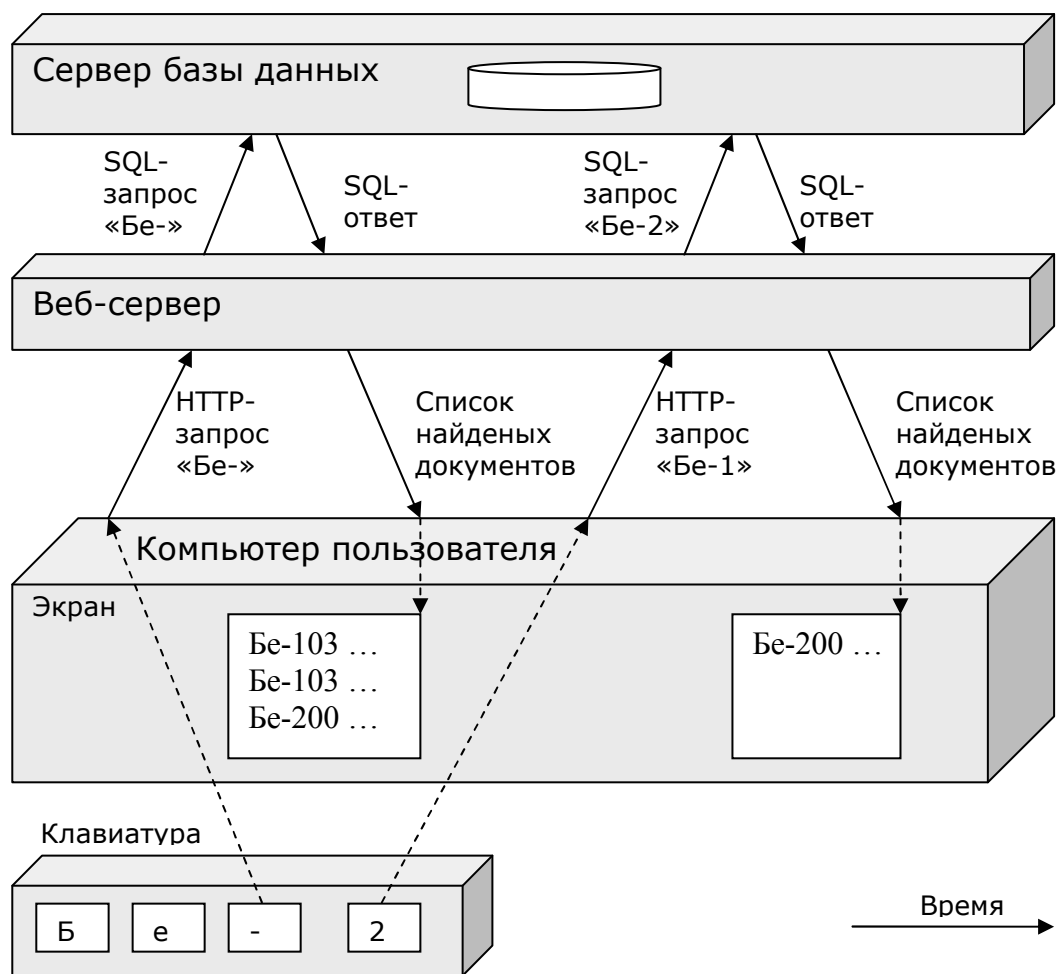 Сервер базы данных
SQL-
запрос
«Бе-»
SQL-
ответ
SQL-
запрос
«Бе-2»
SQL-
ответ
Веб-сервер
HTTP-
запрос
«Бе-»
Список
найденых
документов
HTTP-
запрос
«Бе-1»
Список
найденых
документов
Компьютер пользователя
Экран
Бе-103 …
Бе-103 …
Бе-200 …
Бе-200 …
Клавиатура
Б е - 2
Время